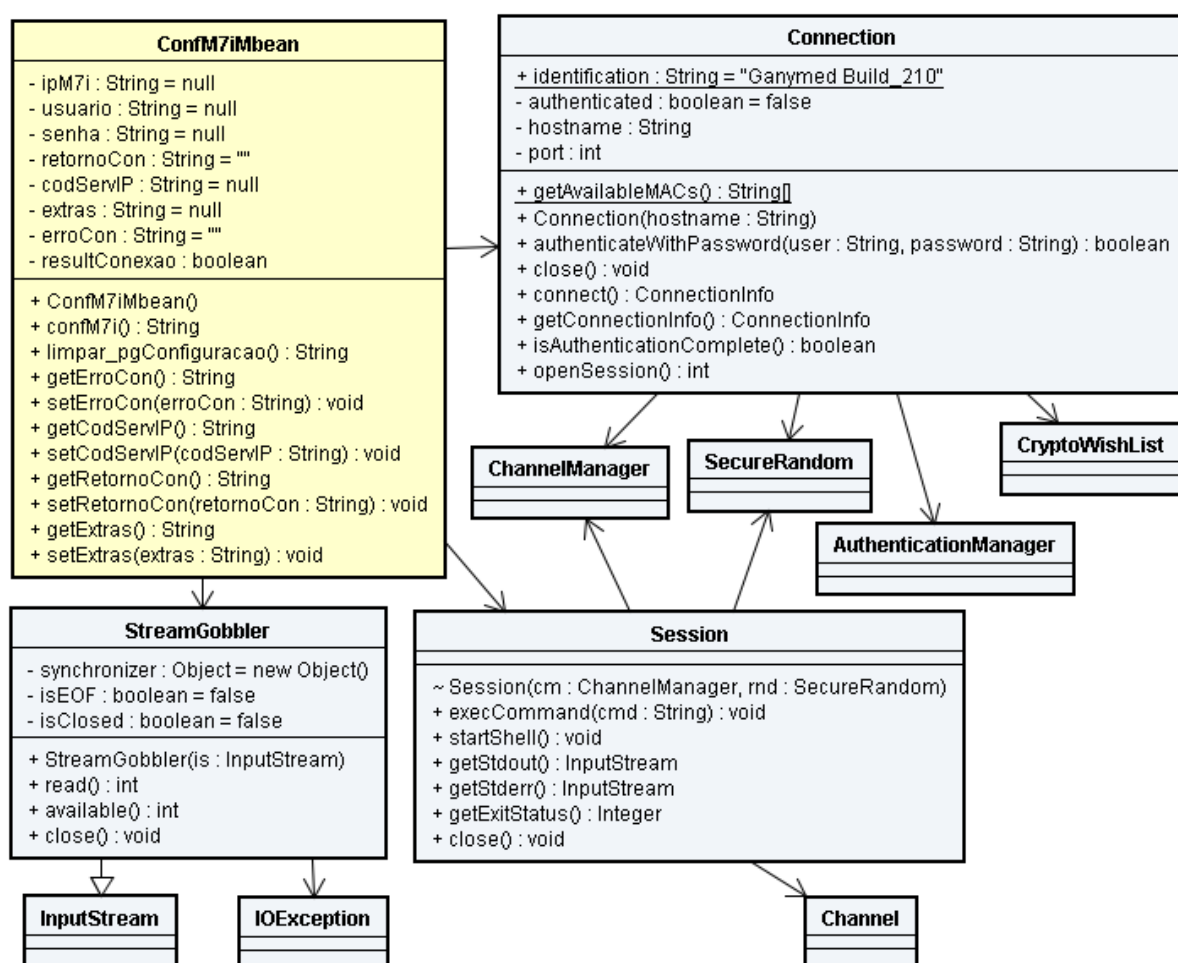 ConfM7iMbean
- ipM7i : String = null
- usuario : String = null
- senha : String = null
- retornoCon : String = ""
- codServIP : String = null
- extras : String = null
- erroCon : String = ""
- resultConexao : boolean
+ ConfM7iMbean()
+ confM7i() : String
+ limpar_pgConfiguracao() : String
+ getErroCon() : String
+ setErroCon(erroCon : String) : void
+ getCodServIP() : String
+ setCodServIP(codServIP : String) : void
+ getRetornoCon() : String
+ setRetornoCon(retornoCon : String) : void
+ getExtras() : String
+ setExtras(extras : String) : void
Connection
+ identification : String = "Ganymed Build_210"
- authenticated : boolean = false
- hostname : String
- port : int
+ getAvailableMACs() : String[]
+ Connection(hostname : String)
+ authenticateWithPassword(user : String, password : String) : boolean
+ close() : void
+ connect() : ConnectionInfo
+ getConnectionInfo() : ConnectionInfo
+ isAuthenticationComplete() : boolean
+ openSession() : int
ChannelManager
SecureRandom
CryptoWishList
AuthenticationManager
StreamGobbler
- synchronizer : Object = new Object()
- isEOF : boolean = false
- isClosed : boolean = false
+ StreamGobbler(is : InputStream)
+ read() : int
+ available() : int
+ close() : void
Session
~ Session(cm : ChannelManager, rnd : SecureRandom)
+ execCommand(cmd : String) : void
+ startShell() : void
+ getStdout() : InputStream
+ getStderr() : InputStream
+ getExitStatus() : Integer
+ close() : void
InputStream
IOException
Channel